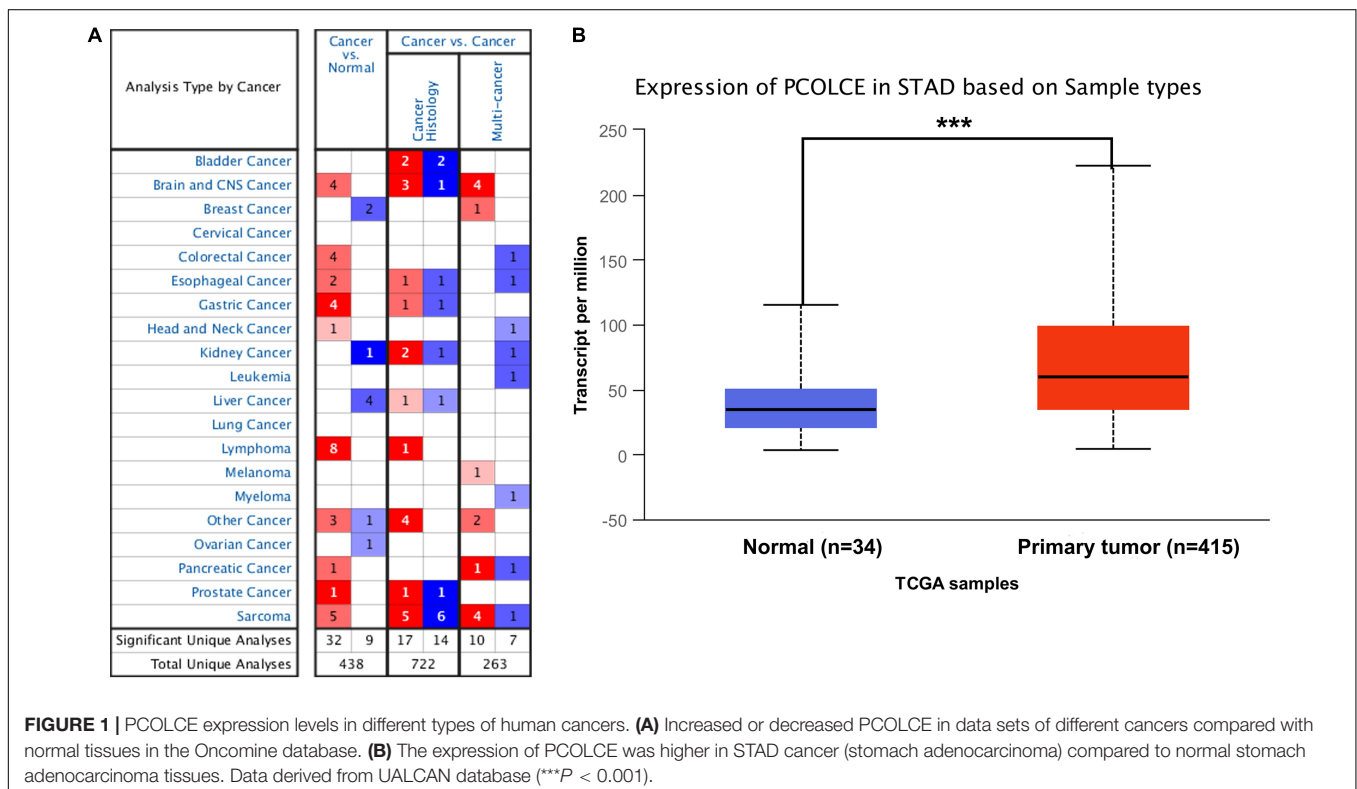 A
Analysis Type by Cancer
Cancer
vs.
Normal
Cancer vs. Cancer
Cancer
Histology
Multi-cancer
Bladder Cancer 2 2
Brain and CNS Cancer 4 3 1 4
Breast Cancer 2 1
Cervical Cancer
Colorectal Cancer 4 1
Esophageal Cancer 2 1 1 1
Gastric Cancer 4 1 1
Head and Neck Cancer 1 1
Kidney Cancer 1 2 1 1
Leukemia 1
Liver Cancer 4 1 1
Lung Cancer
Lymphoma 8 1
Melanoma 1
Myeloma 1
Other Cancer 3 1 4 2
Ovarian Cancer 1
Pancreatic Cancer 1 1 1
Prostate Cancer 1 1 1
Sarcoma 5 5 6 4 1
Significant Unique Analyses 32 9 17 14 10 7
Total Unique Analyses 438 722 263
B
Expression of PCOLCE in STAD based on Sample types
***
Transcript per million
250
200
150
100
50
0
-50
Normal (n=34) Primary tumor (n=415)
TCGA samples
FIGURE 1 | PCOLCE expression levels in different types of human cancers. (A) Increased or decreased PCOLCE in data sets of different cancers compared with
normal tissues in the Oncomine database. (B) The expression of PCOLCE was higher in STAD cancer (stomach adenocarcinoma) compared to normal stomach
adenocarcinoma tissues. Data derived from UALCAN database (***P < 0.001).